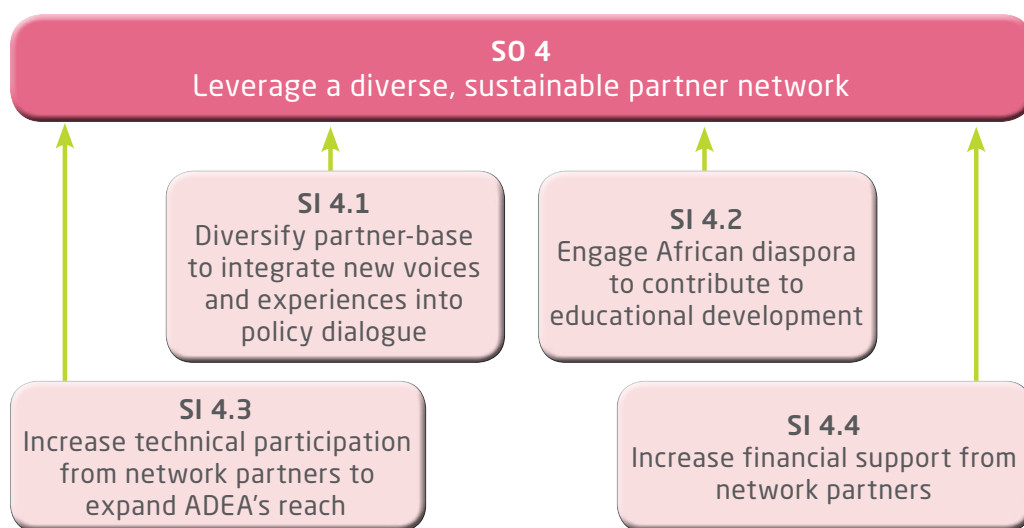 SO 4
Leverage a diverse, sustainable partner network
SI 4.1
Diversify partner-base
to integrate new voices
and experiences into
policy dialogue
SI 4.2
Engage African diaspora
to contribute to
educational development
SI 4.3
Increase technical participation
from network partners to
expand ADEA's reach
SI 4.4
Increase financial support from
network partners